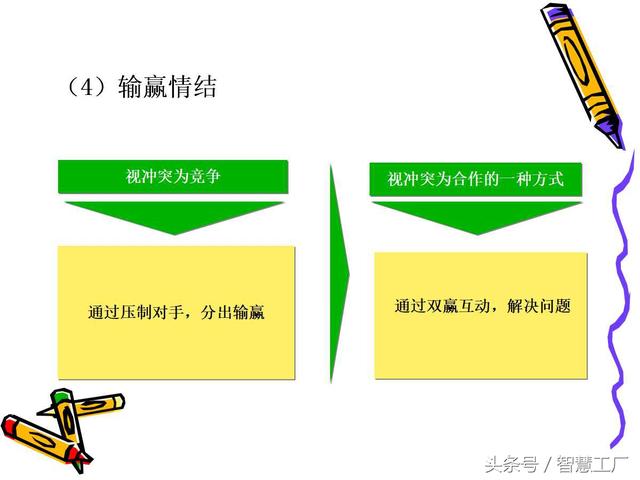 （4）输赢情结
视冲突为竞争
视冲突为合作的一种方式
通过压制对手，分出输赢
通过双赢互动，解决问题
头条号／智慧工厂